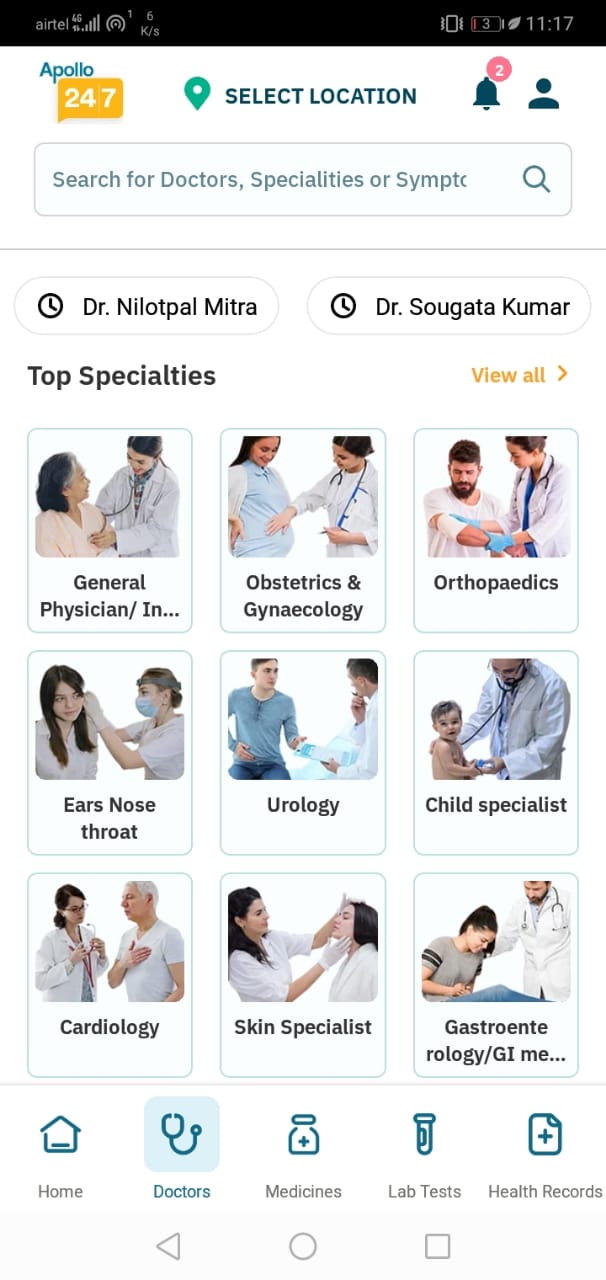 airtel 4G 1 6 K/s 3 11:17
Apollo
24|7
SELECT LOCATION
2
Search for Doctors, Specialities or Sympto
Dr. Nilotpal Mitra
Dr. Sougata Kumar
Top Specialties
View all
General
Physician/ In...
Obstetrics &
Gynaecology
Orthopaedics
Ears Nose
throat
Urology
Child specialist
Cardiology
Skin Specialist
Gastroente
rology/GI me...
Home
Doctors
Medicines
Lab Tests
Health Records